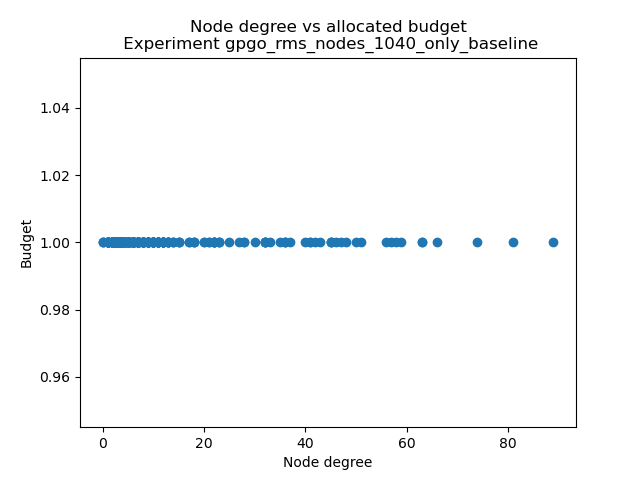 Node degree vs allocated budget
Experiment gpgo_rms_nodes_1040_only_baseline
1.04
1.02
1.00
0.98
0.96
Budget
0
20
40
60
80
Node degree